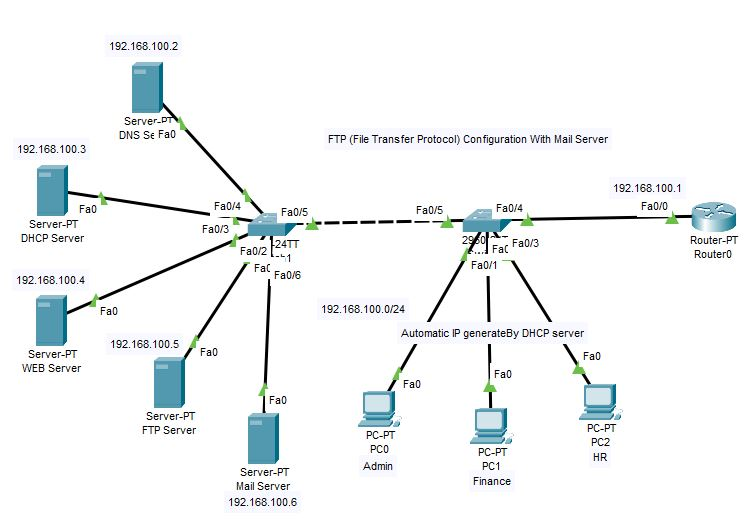 192.168.100.2
Server-PT
DNS Se
Fa0
FTP (File Transfer Protocol) Configuration With Mail Server
192.168.100.3
Fa0
Server-PT
DHCP Server
Fa0/4
Fa0/3
Fa0/5
-24TT
Fa0/2
Fa0/6
Fa0/5
Fa0/4
Fa0/3
Fa0/1
192.168.100.1
Fa0/0
Router-PT
Router0
192.168.100.4
Fa0
Server-PT
WEB Server
192.168.100.0/24
Automatic IP generateBy DHCP server
192.168.100.5
Fa0
Server-PT
FTP Server
Fa0
Server-PT
Mail Server
192.168.100.6
Fa0
PC-PT
PC0
Admin
Fa0
PC-PT
PC1
Finance
Fa0
PC-PT
PC2
HR